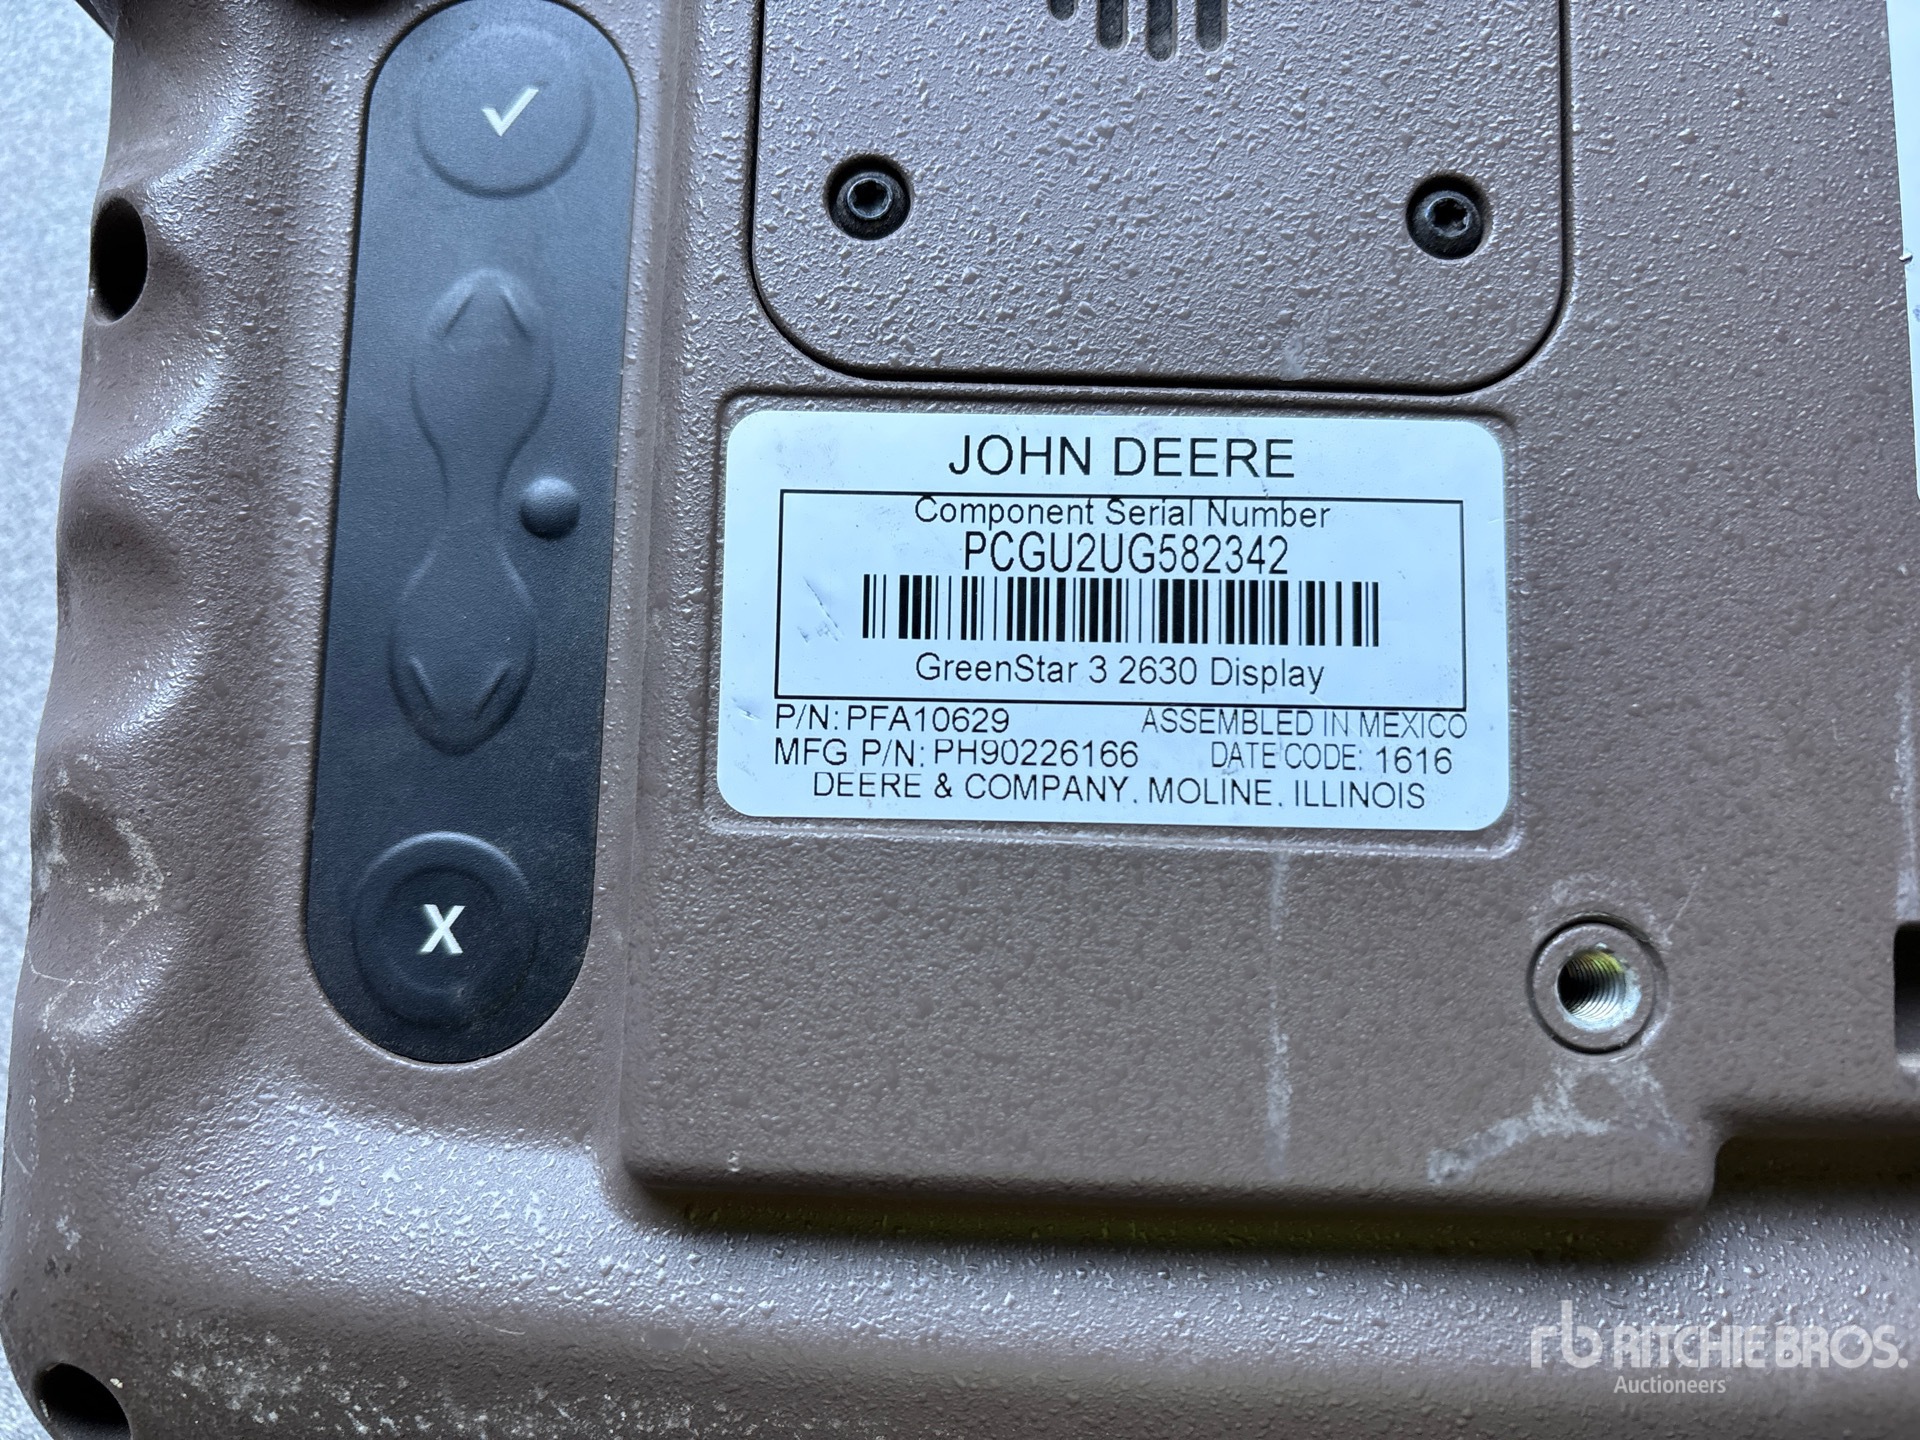 ✓
X
JOHN DEERE
Component Serial Number
PCGU2UG582342
GreenStar 3 2630 Display
P/N: PFA10629 ASSEMBLED IN MEXICO
MFG P/N: PH90226166 DATE CODE: 1616
DEERE & COMPANY, MOLINE, ILLINOIS
rb RITCHIE BROS.
Auctioneers